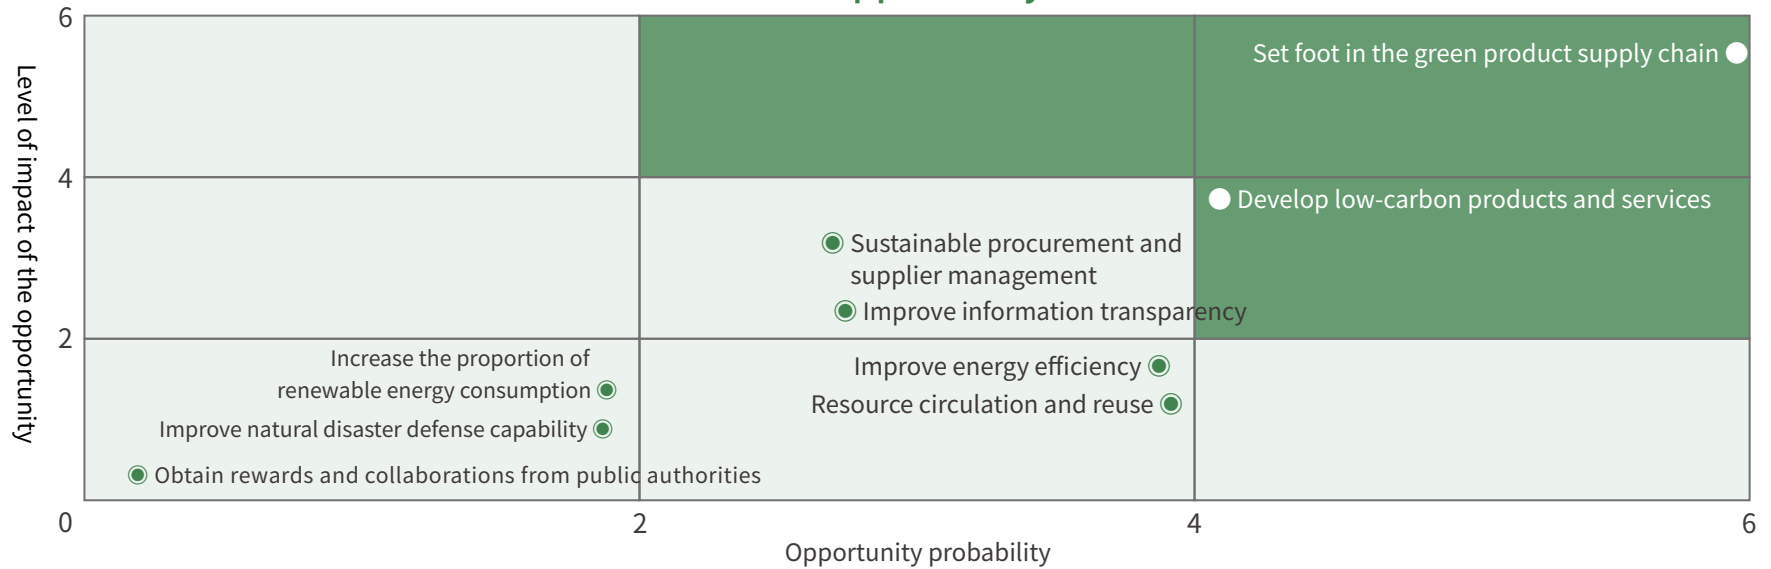 6
Set foot in the green product supply chain
Level of impact of the opportunity
4
Develop low-carbon products and services
Sustainable procurement and
supplier management
Improve information transparency
2
Increase the proportion of
renewable energy consumption
Improve energy efficiency
Resource circulation and reuse
Improve natural disaster defense capability
Obtain rewards and collaborations from public authorities
0
2
4
6
Opportunity probability